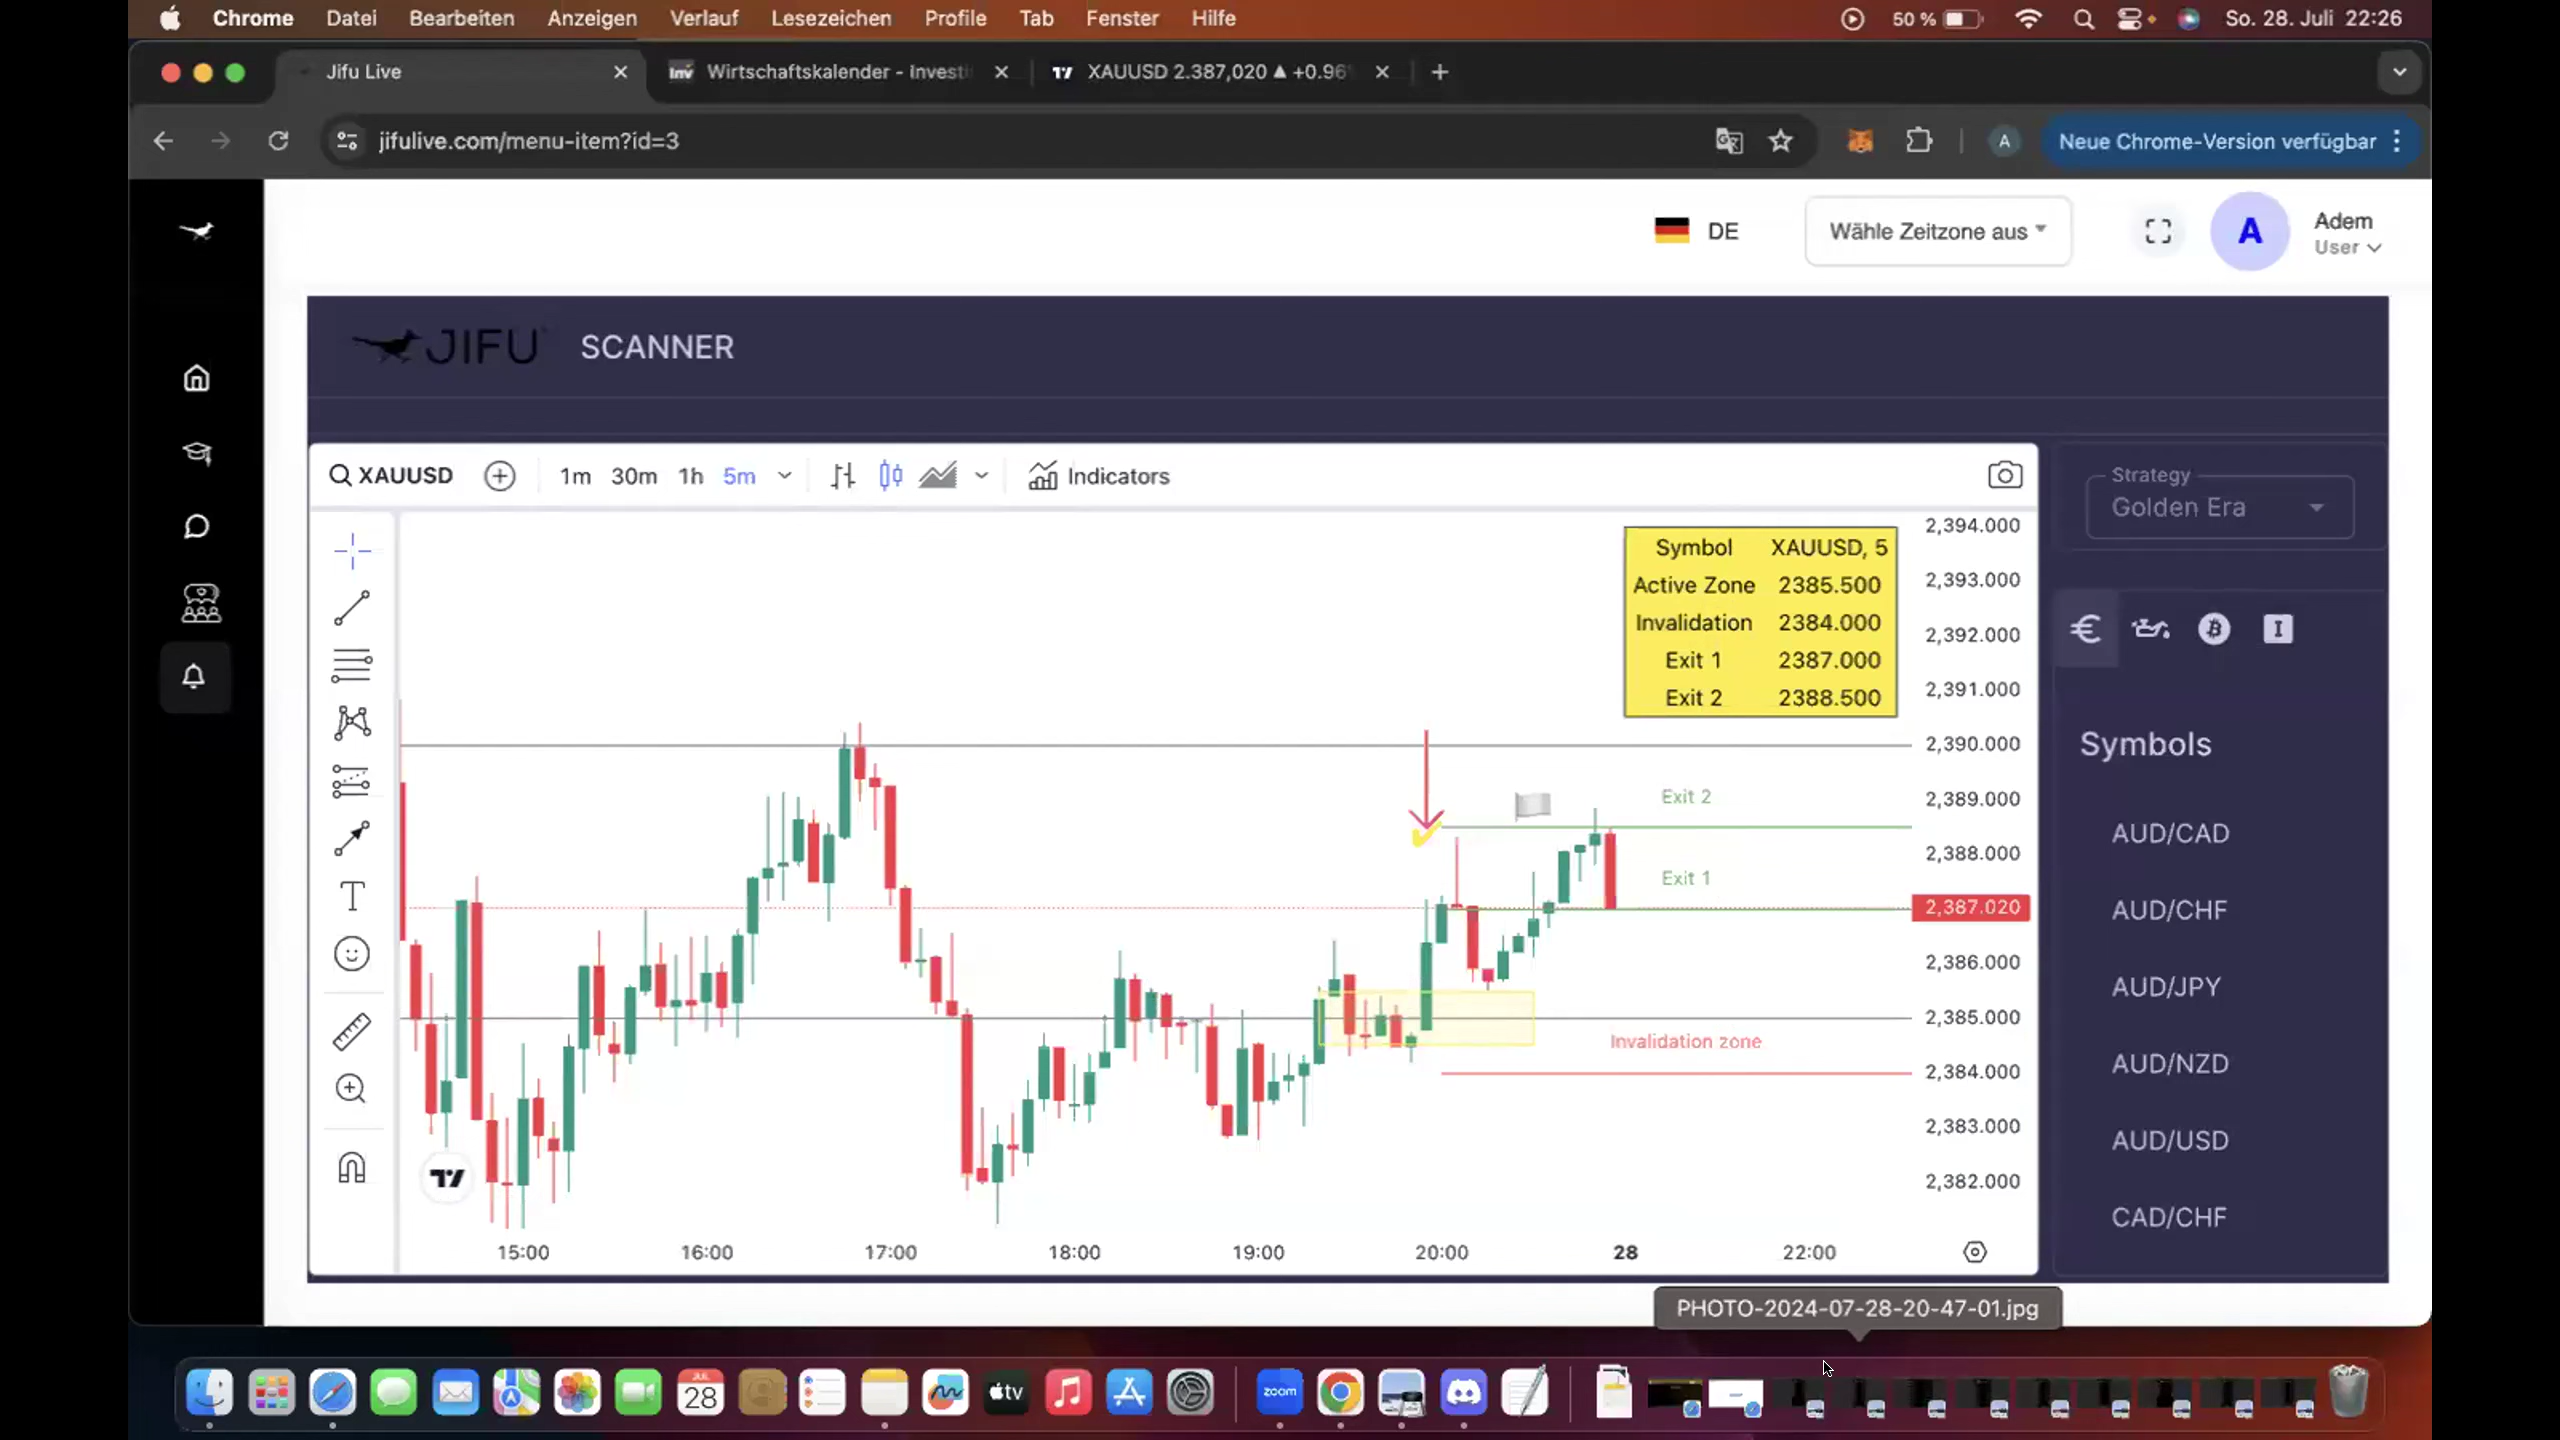 Chrome Datei Bearbeiten Anzeigen Verlauf Lesezeichen Profile Tab Fenster Hilfe 50 % So. 28. Juli 22:26
Jifu Live Wirtschaftskalender - Investi XAUUSD 2.387,020 ▲ +0.96
jifulive.com/menu-item?id=3 A Neue Chrome-Version verfügbar
DE Wähle Zeitzone aus A Adem
User
JIFU SCANNER
XAUUSD 1m 30m 1h 5m Indicators
Strategy
Golden Era
Symbol XAUUSD, 5
Active Zone 2385.500
Invalidation 2384.000
Exit 1 2387.000
Exit 2 2388.500
2,394.000
2,393.000
2,392.000
2,391.000
2,390.000
2,389.000
2,388.000
2,387.020
2,386.000
2,385.000
2,384.000
2,383.000
2,382.000
Exit 2
Exit 1
Invalidation zone
15:00 16:00 17:00 18:00 19:00 20:00 28 22:00
Symbols
AUD/CAD
AUD/CHF
AUD/JPY
AUD/NZD
AUD/USD
CAD/CHF
PHOTO-2024-07-28-20-47-01.jpg
JUL
28
tv
zoom